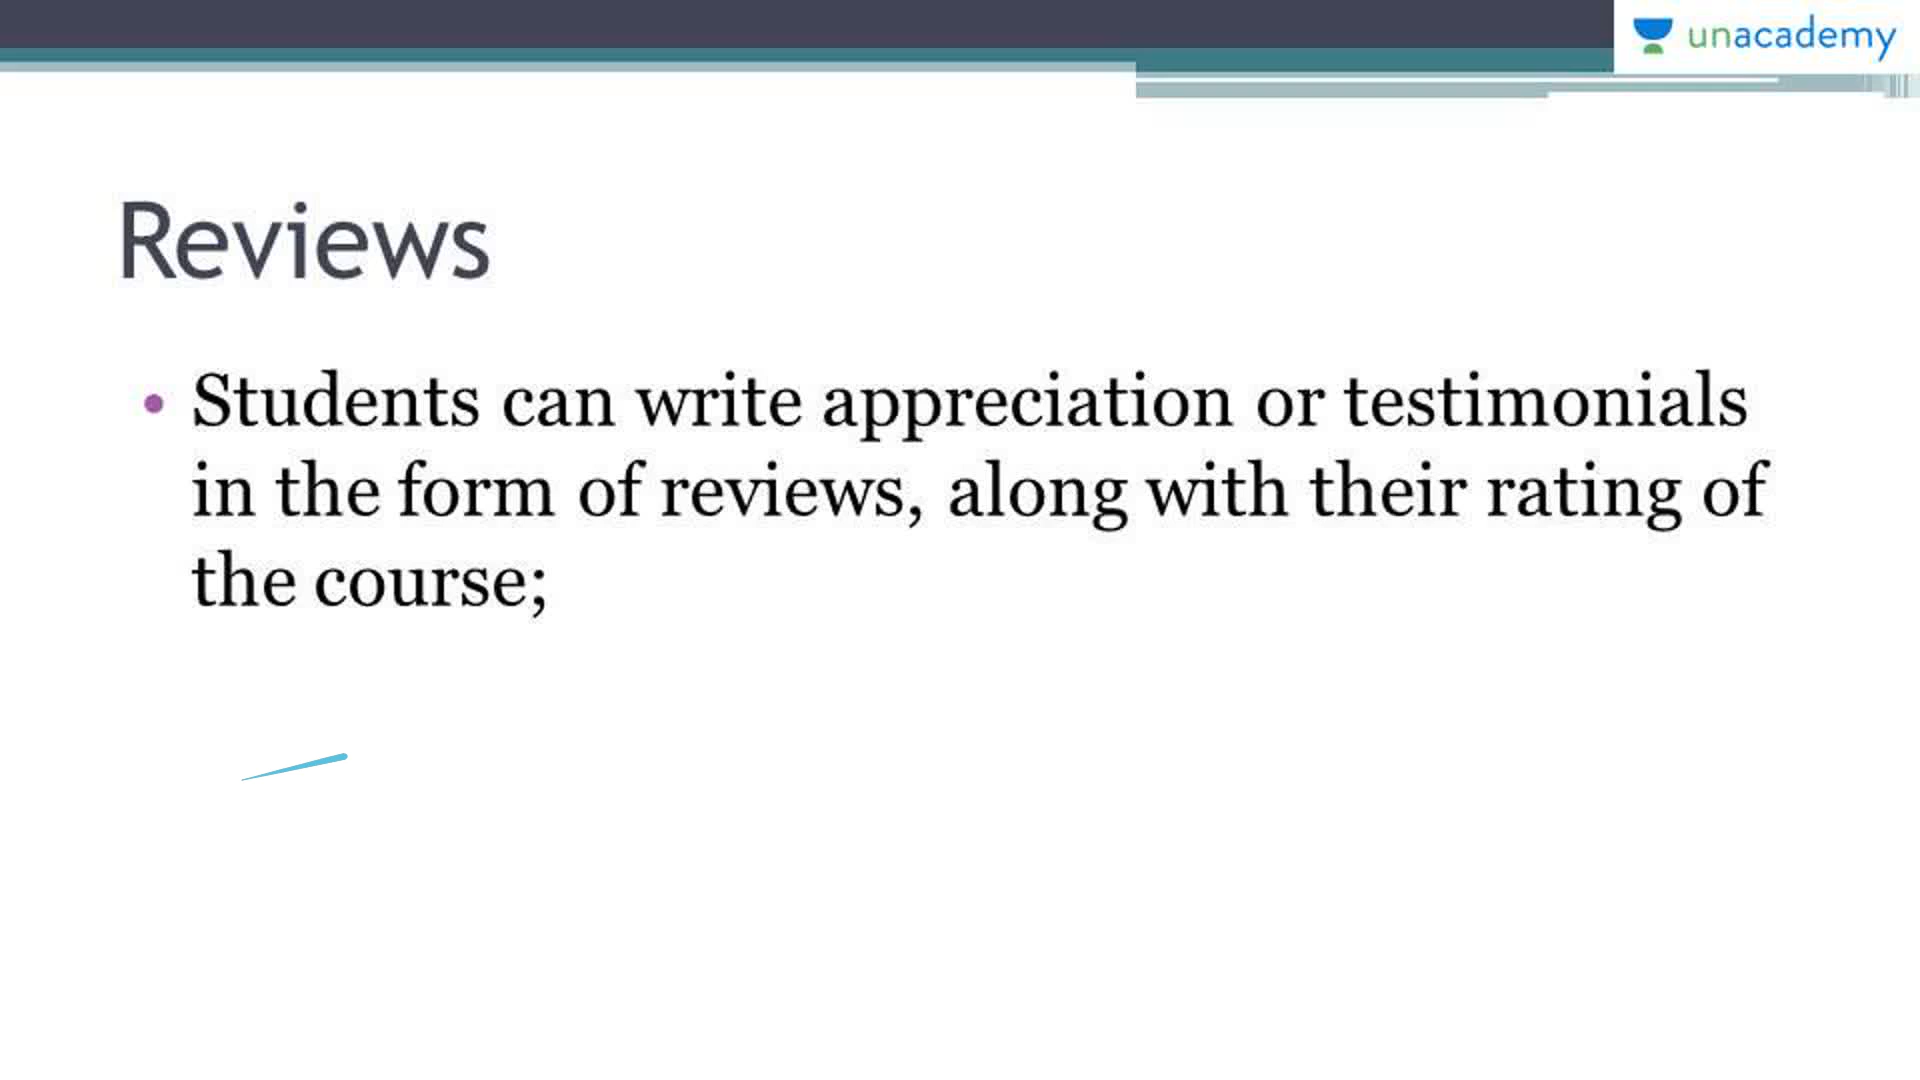 unacademy
Reviews
• Students can write appreciation or testimonials
in the form of reviews, along with their rating of
the course;